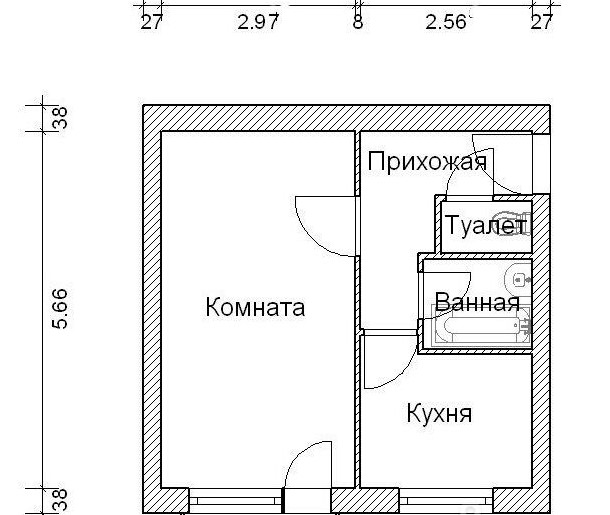 27 2.97 8 2.56 27
38
Прихожая
Туалет
5.66
Комната
Ванная
Кухня
38